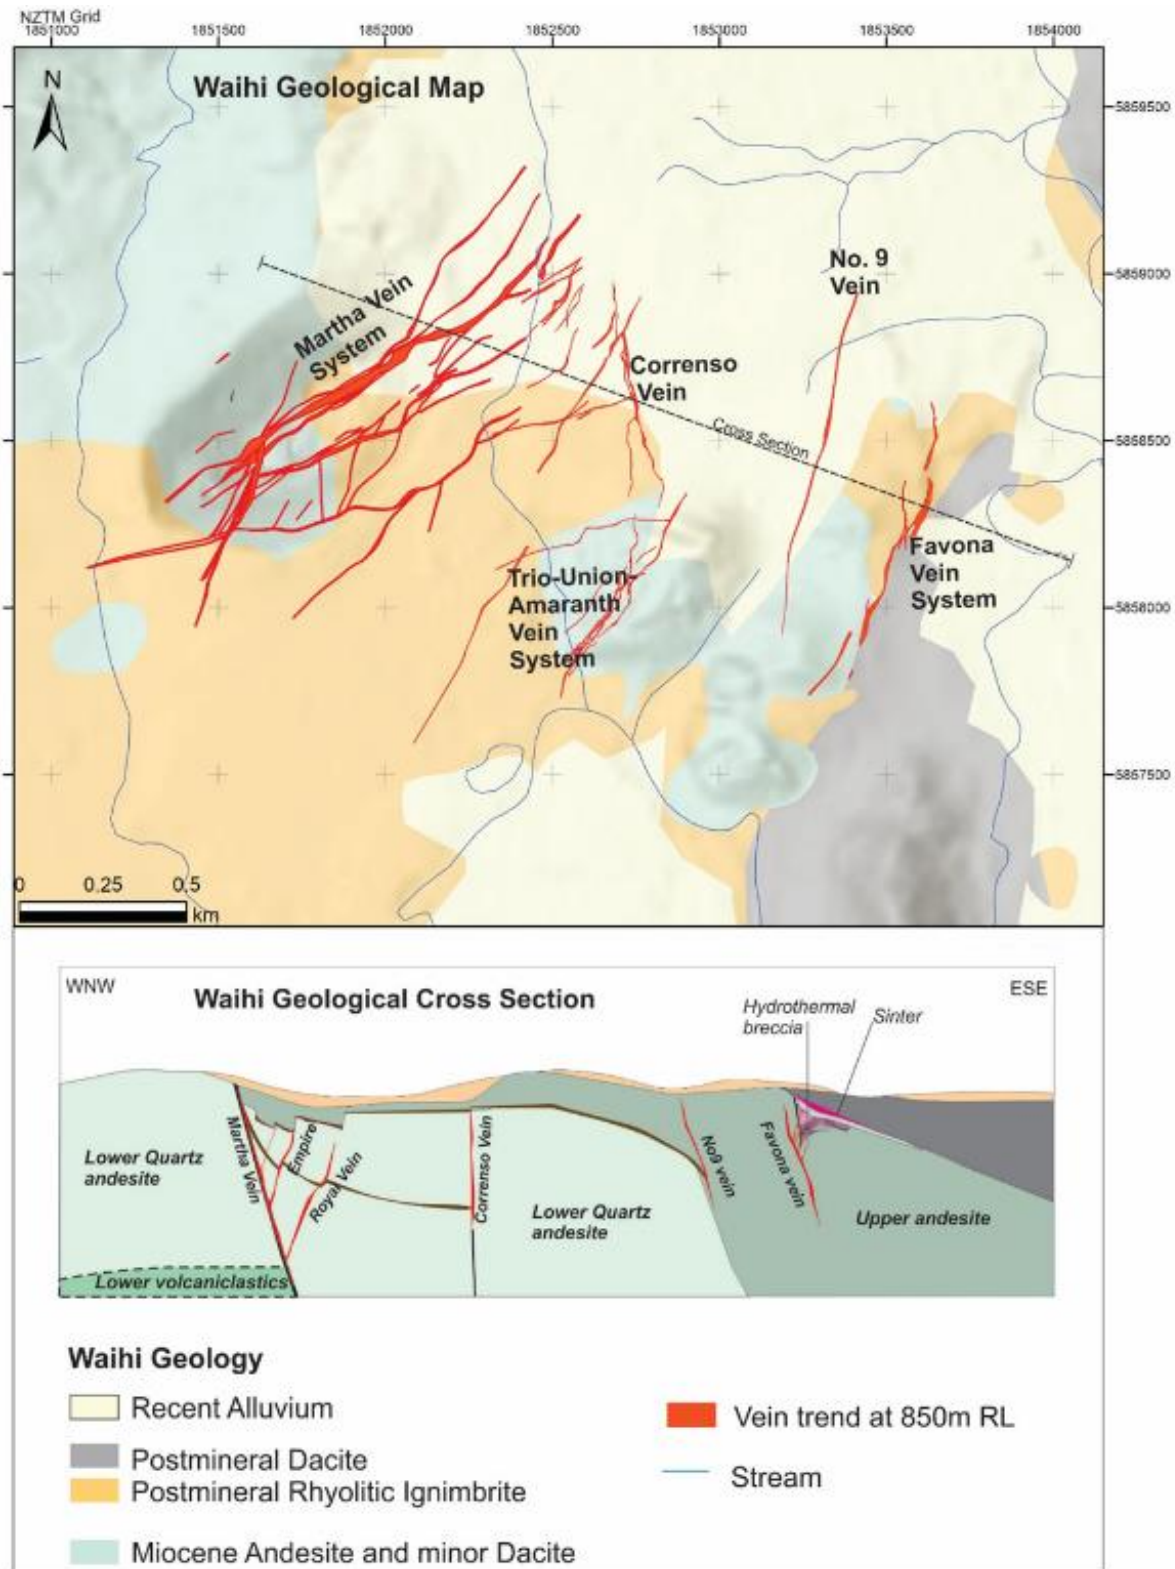 NZTM Grid
1851000 1851500 1852000 1852500 1853000 1853500 1854000
Waihi Geological Map
N
5859500
No. 9
Vein
5859000
Martha Vein
System
Correnso
Vein
Cross Section
5858500
Favona
Vein
System
Trio-Union-
Amaranth
Vein
System
5858000
5857500
0 0.25 0.5
km
WNW
Waihi Geological Cross Section
ESE
Hydrothermal
breccia
Sinter
Martha Vein
Empire
Royal Vein
Correnso Vein
No9 vein
Favona vein
Lower Quartz
andesite
Lower Quartz
andesite
Upper andesite
Lower volcaniclastics
Waihi Geology
Recent Alluvium
Postmineral Dacite
Postmineral Rhyolitic Ignimbrite
Miocene Andesite and minor Dacite
Vein trend at 850m RL
Stream